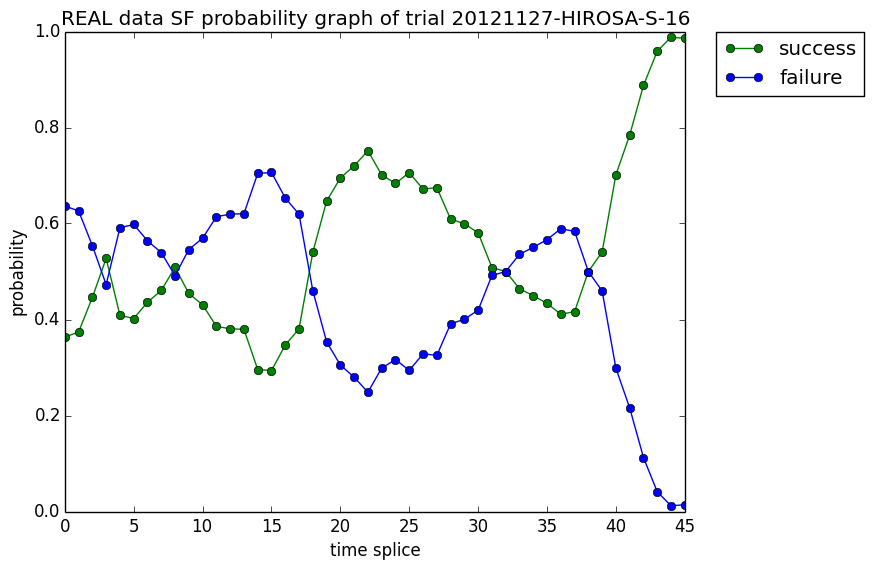 REAL data SF probability graph of trial 20121127-HIROSA-S-16
success
failure
probability
1.0
0.8
0.6
0.4
0.2
0.0
0 5 10 15 20 25 30 35 40 45
time splice